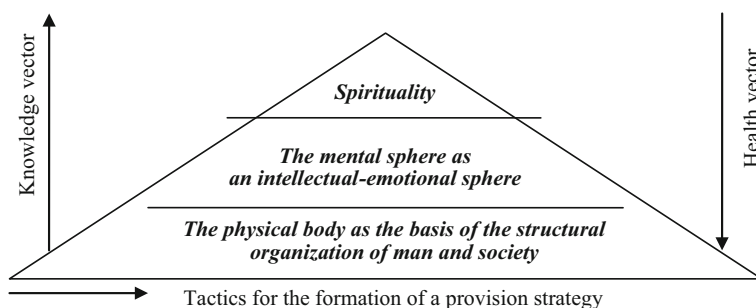 Knowledge vector
Spirituality
The mental sphere as
an intellectual-emotional sphere
The physical body as the basis of the structural
organization of man and society
Health vector
Tactics for the formation of a provision strategy